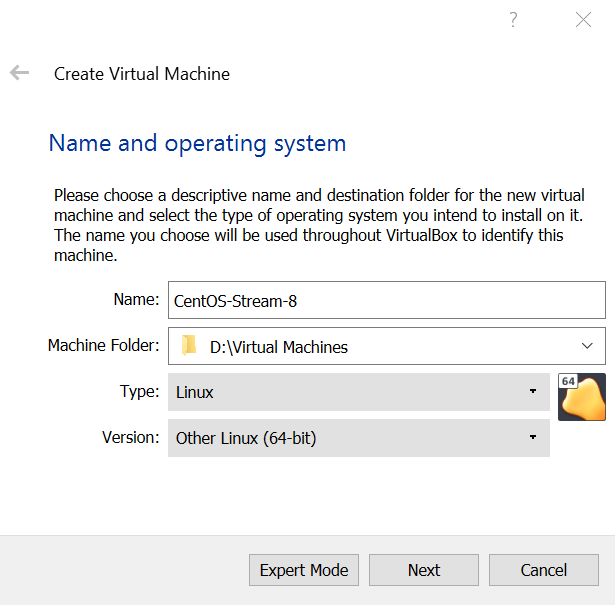 ?
Create Virtual Machine
Name and operating system
Please choose a descriptive name and destination folder for the new virtual
machine and select the type of operating system you intend to install on it.
The name you choose will be used throughout VirtualBox to identify this
machine.
Name: CentOS-Stream-8
Machine Folder: D:\Virtual Machines
Type: Linux
64
Version: Other Linux (64-bit)
Expert Mode Next Cancel